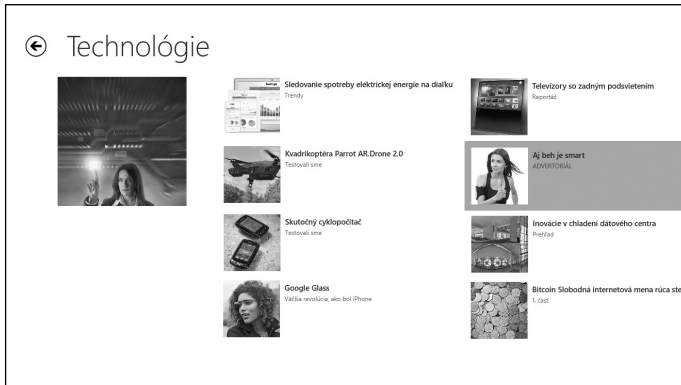 Technológie
Sledovanie spotreby elektrickej energie na diaľku
Trendy
Kvadrikoptéra Parrot AR.Drone 2.0
Testovali sme
Skutočný cyklopočítač
Testovali sme
Google Glass
Väčšia revolúcia, ako bol iPhone
Televízory so zadným podsvietením
Reportáž
Aj beh je smart
ADVERTORIÁL
Inovácie v chladení dátového centra
Prehľad
Bitcoin Slobodná internetová mena rúca ste
1. časť